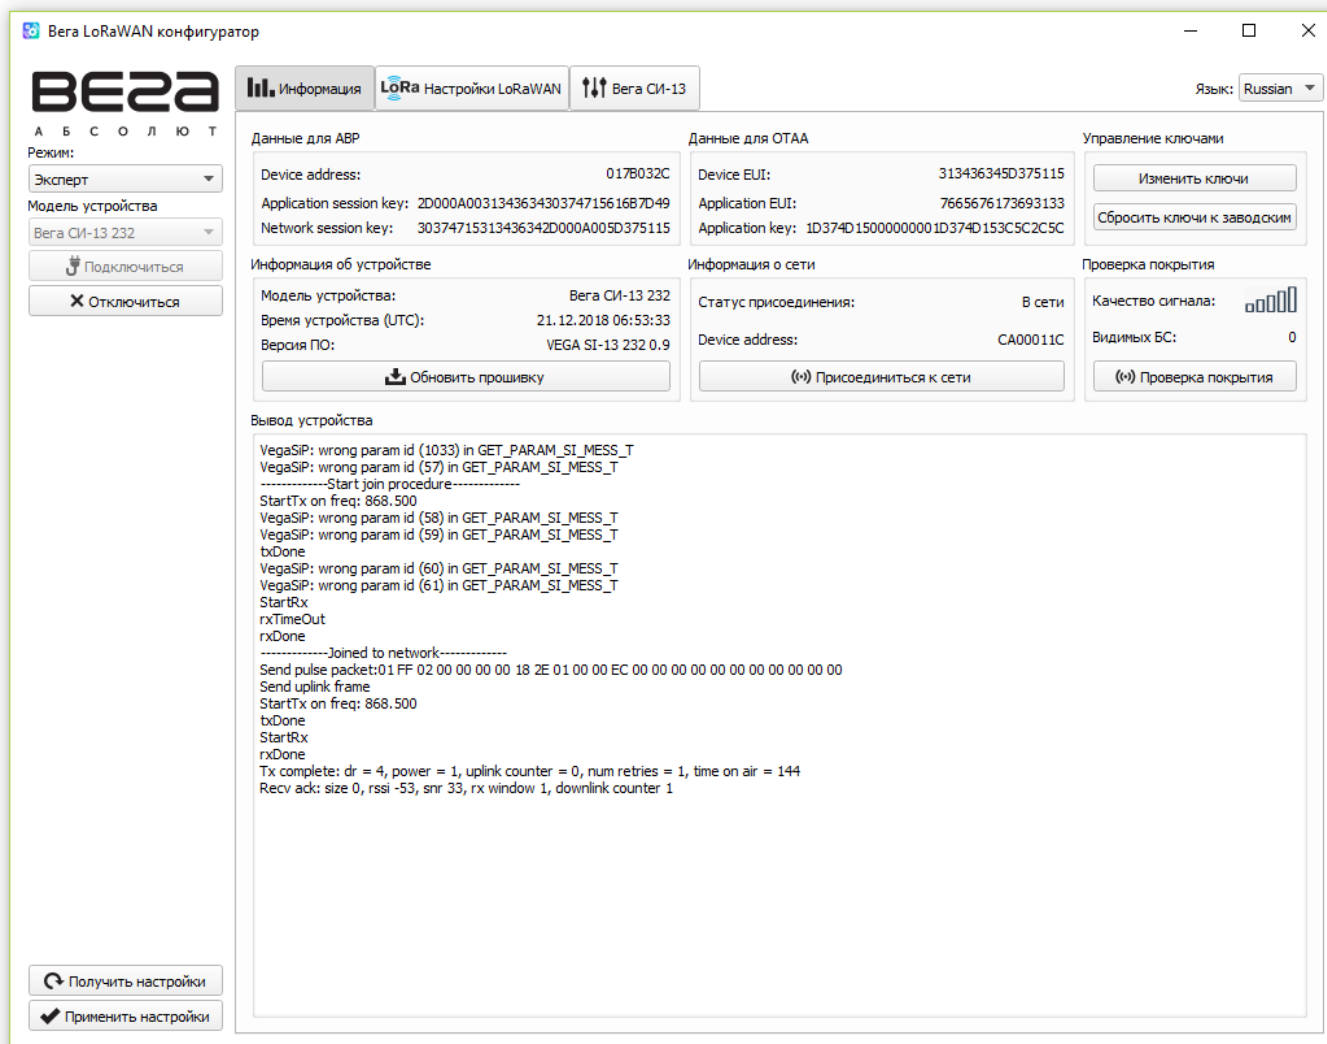 Вега LoRaWAN конфигуратор
ВЕГА
АБСОЛЮТ
Режим:
Эксперт
Модель устройства
Вега СИ-13 232
Подключиться
Отключиться
Информация
LoRa Настройки LoRaWAN
Вега СИ-13
Язык: Russian
Данные для ABP
Device address: 017B032C
Application session key: 2D000A003134363430374715616B7D49
Network session key: 30374715313436342D000A005D375115
Данные для OTAA
Device EUI: 313436345D375115
Application EUI: 7665676173693133
Application key: 1D374D15000000001D374D153C5C2C5C
Управление ключами
Изменить ключи
Сбросить ключи к заводским
Информация об устройстве
Модель устройства: Вега СИ-13 232
Время устройства (UTC): 21.12.2018 06:53:33
Версия ПО: VEGA SI-13 232 0.9
Обновить прошивку
Информация о сети
Статус присоединения: В сети
Device address: CA00011C
Присоединиться к сети
Проверка покрытия
Качество сигнала:
Видимых БС: 0
Проверка покрытия
Вывод устройства
VegaSiP: wrong param id (1033) in GET_PARAM_SI_MESS_T
VegaSiP: wrong param id (57) in GET_PARAM_SI_MESS_T
-------------Start join procedure-------------
StartTx on freq: 868.500
VegaSiP: wrong param id (58) in GET_PARAM_SI_MESS_T
VegaSiP: wrong param id (59) in GET_PARAM_SI_MESS_T
txDone
VegaSiP: wrong param id (60) in GET_PARAM_SI_MESS_T
VegaSiP: wrong param id (61) in GET_PARAM_SI_MESS_T
StartRx
rxTimeOut
rxDone
-------------Joined to network-------------
Send pulse packet:01 FF 02 00 00 00 00 18 2E 01 00 00 EC 00 00 00 00 00 00 00 00 00 00 00
Send uplink frame
StartTx on freq: 868.500
txDone
StartRx
rxDone
Tx complete: dr = 4, power = 1, uplink counter = 0, num retries = 1, time on air = 144
Recv ack: size 0, rssi -53, snr 33, rx window 1, downlink counter 1
Получить настройки
Применить настройки